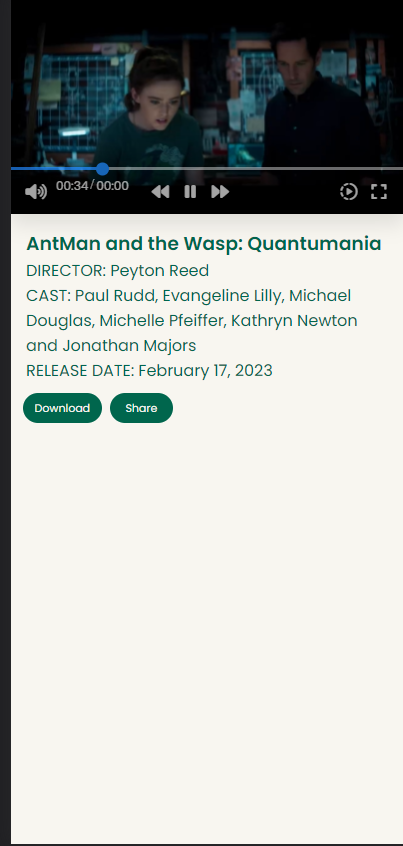 00:34/00:00
AntMan and the Wasp: Quantumania
DIRECTOR: Peyton Reed
CAST: Paul Rudd, Evangeline Lilly, Michael
Douglas, Michelle Pfeiffer, Kathryn Newton
and Jonathan Majors
RELEASE DATE: February 17, 2023
Download Share